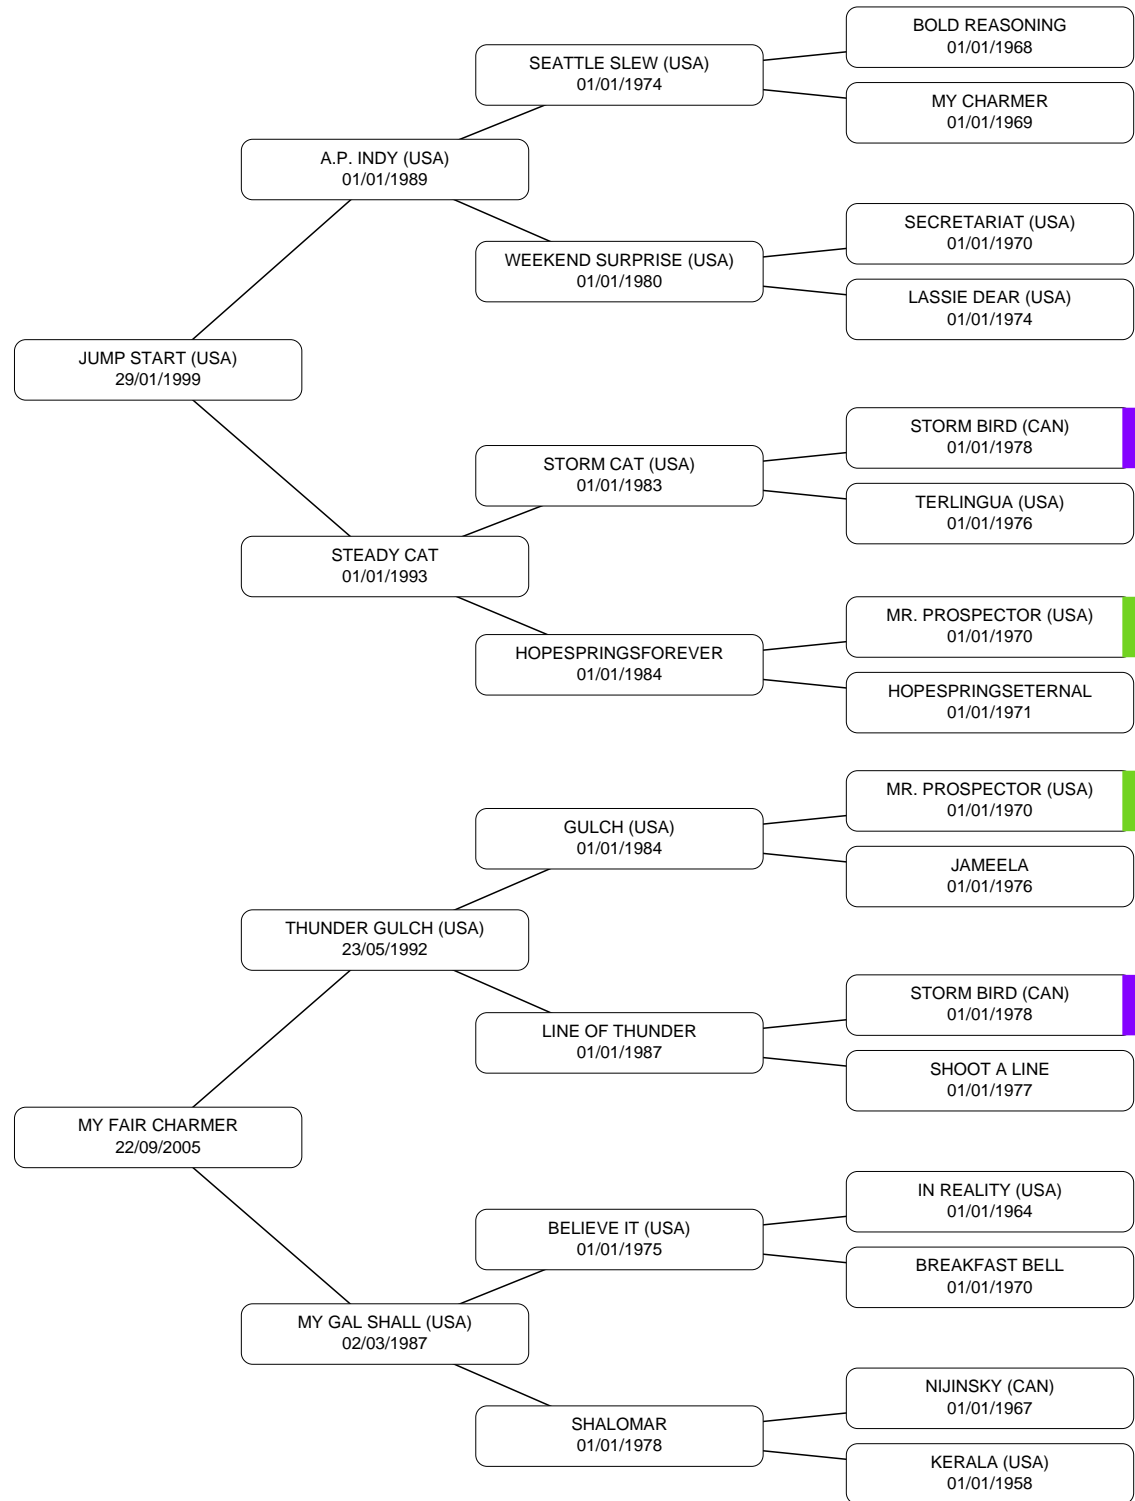 BOLD REASONING
01/01/1968
SEATTLE SLEW (USA)
01/01/1974
MY CHARMER
01/01/1969
A.P. INDY (USA)
01/01/1989
SECRETARIAT (USA)
01/01/1970
WEEKEND SURPRISE (USA)
01/01/1980
LASSIE DEAR (USA)
01/01/1974
JUMP START (USA)
29/01/1999
STORM BIRD (CAN)
01/01/1978
STORM CAT (USA)
01/01/1983
TERLINGUA (USA)
01/01/1976
STEADY CAT
01/01/1993
MR. PROSPECTOR (USA)
01/01/1970
HOPESPRINGSFOREVER
01/01/1984
HOPESPRINGSETERNAL
01/01/1971
MR. PROSPECTOR (USA)
01/01/1970
GULCH (USA)
01/01/1984
JAMEELA
01/01/1976
THUNDER GULCH (USA)
23/05/1992
STORM BIRD (CAN)
01/01/1978
LINE OF THUNDER
01/01/1987
SHOOT A LINE
01/01/1977
MY FAIR CHARMER
22/09/2005
IN REALITY (USA)
01/01/1964
BELIEVE IT (USA)
01/01/1975
BREAKFAST BELL
01/01/1970
MY GAL SHALL (USA)
02/03/1987
NIJINSKY (CAN)
01/01/1967
SHALOMAR
01/01/1978
KERALA (USA)
01/01/1958